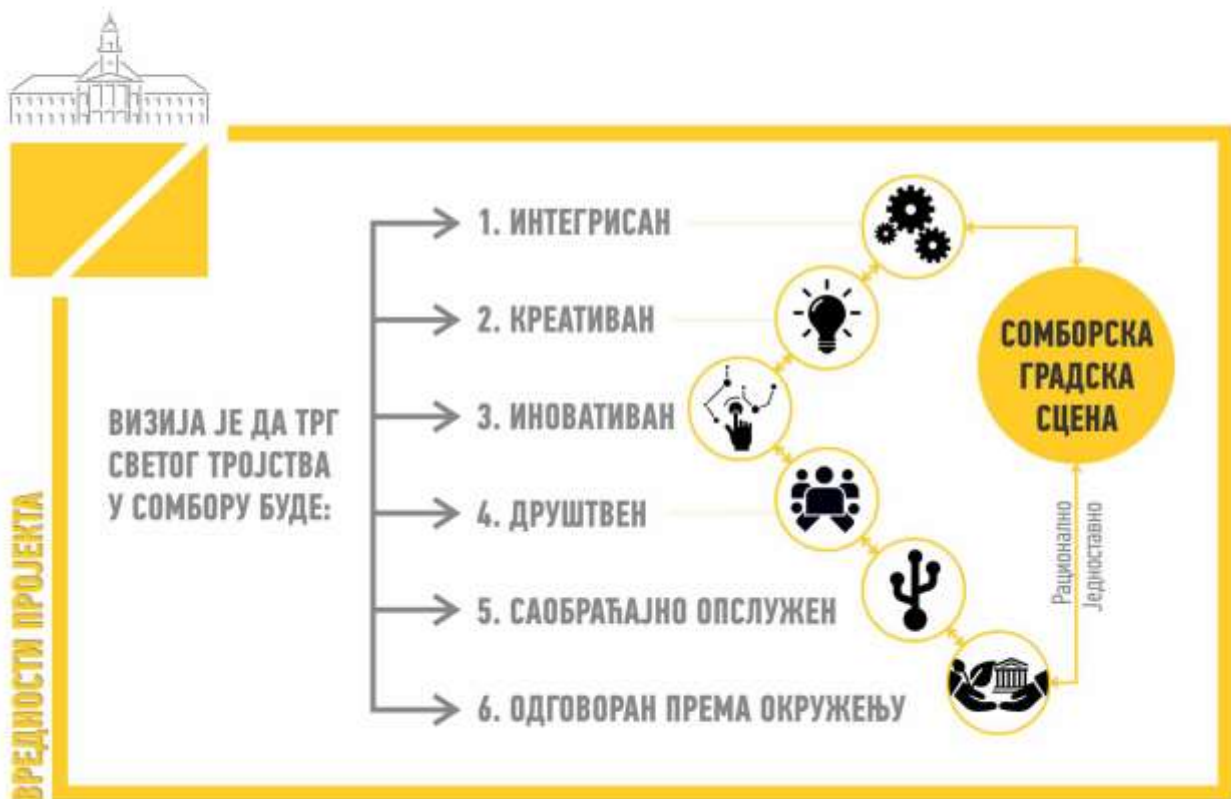 ВРЕДНОСТИ ПРОЈЕКТА
ВИЗИЈА ЈЕ ДА ТРГ
СВЕТОГ ТРОЈСТВА
У СОМБОРУ БУДЕ:
1. ИНТЕГРИСАН
2. КРЕАТИВАН
3. ИНОВАТИВАН
4. ДРУШТВЕН
5. САОБРАЋАЈНО ОПСЛУЖЕН
6. ОДГОВОРАН ПРЕМА ОКРУЖЕЊУ
СОМБОРСКА
ГРАДСКА
СЦЕНА
Рационално
Једноставно